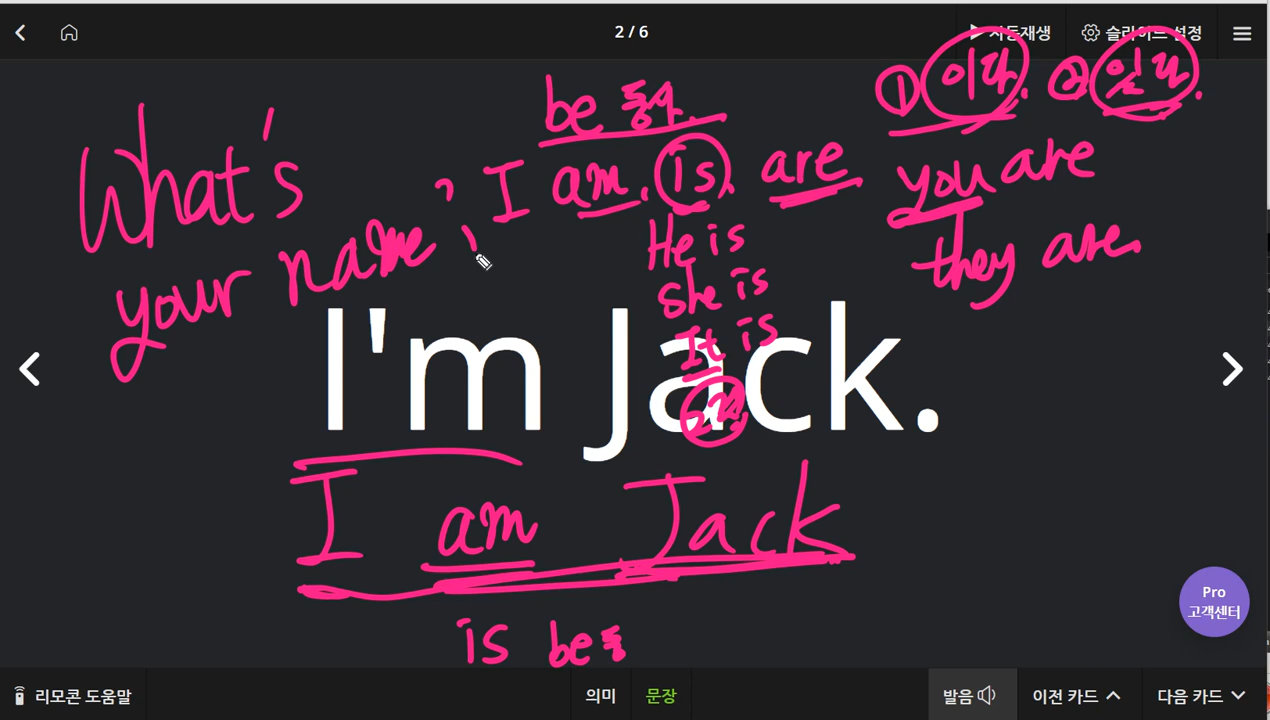 2 / 6
자동재생
슬라이드 설정
be 동사
① 이다. ② 있다.
What's
your name?
I am, is, are
He is
She is
It is
you are
they are
I'm Jack.
I am Jack
is be동
Pro
고객센터
리모콘 도움말
의미
문장
발음
이전 카드
다음 카드